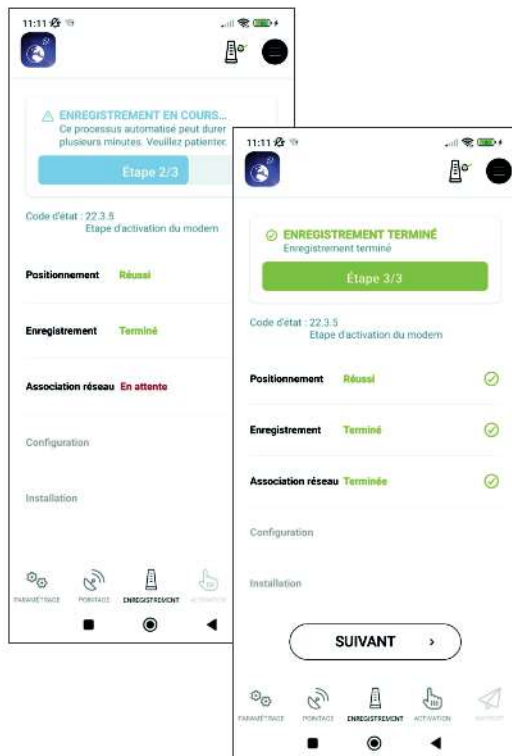 11:11
ENREGISTREMENT EN COURS...
Ce processus automatisé peut durer
plusieurs minutes. Veuillez patienter.
Étape 2/3
Code d'état : 22.3.5
Etape d'activation du modem
Positionnement Réussi
Enregistrement Terminé
Association réseau En attente
Configuration
Installation
PARAMÉTRAGE POINTAGE ENREGISTREMENT ACTIVATION
11:11
ENREGISTREMENT TERMINÉ
Enregistrement terminé
Étape 3/3
Code d'état : 22.3.5
Etape d'activation du modem
Positionnement Réussi
Enregistrement Terminé
Association réseau Terminée
Configuration
Installation
SUIVANT
PARAMÉTRAGE POINTAGE ENREGISTREMENT ACTIVATION